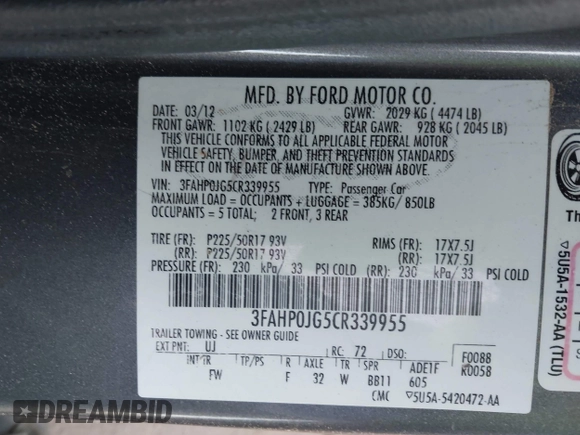 MFD. BY FORD MOTOR CO.
DATE: 03/12 GVWR: 2029 KG ( 4474 LB)
FRONT GAWR: 1102 KG ( 2429 LB) REAR GAWR: 928 KG ( 2045 LB)
THIS VEHICLE CONFORMS TO ALL APPLICABLE FEDERAL MOTOR
VEHICLE SAFETY, BUMPER, AND THEFT PREVENTION STANDARDS
IN EFFECT ON THE DATE OF MANUFACTURE SHOWN ABOVE.
VIN: 3FAHP0JG5CR339955 TYPE: Passenger Car
MAXIMUM LOAD = OCCUPANTS + LUGGAGE = 385KG/ 850LB
OCCUPANTS = 5 TOTAL; 2 FRONT, 3 REAR
TIRE (FR): P225/50R17 93V RIMS (FR): 17X7.5J
(RR): P225/50R17 93V (RR): 17X7.5J
PRESSURE (FR): 230 kPa/ 33 PSI COLD (RR): 230 kPa/ 33 PSI COLD
3FAHP0JG5CR339955
TRAILER TOWING - SEE OWNER GUIDE
EXT PNT: UJ RC: 72 DSO: F0088
INT TR TP/PS R AXLE TR SPR ADE1F K0058
FW F 32 W BB11 605
CMC ▽5U5A-5420472-AA
Th
▽5U5A-1532-AA (TLU)
DREAMBID